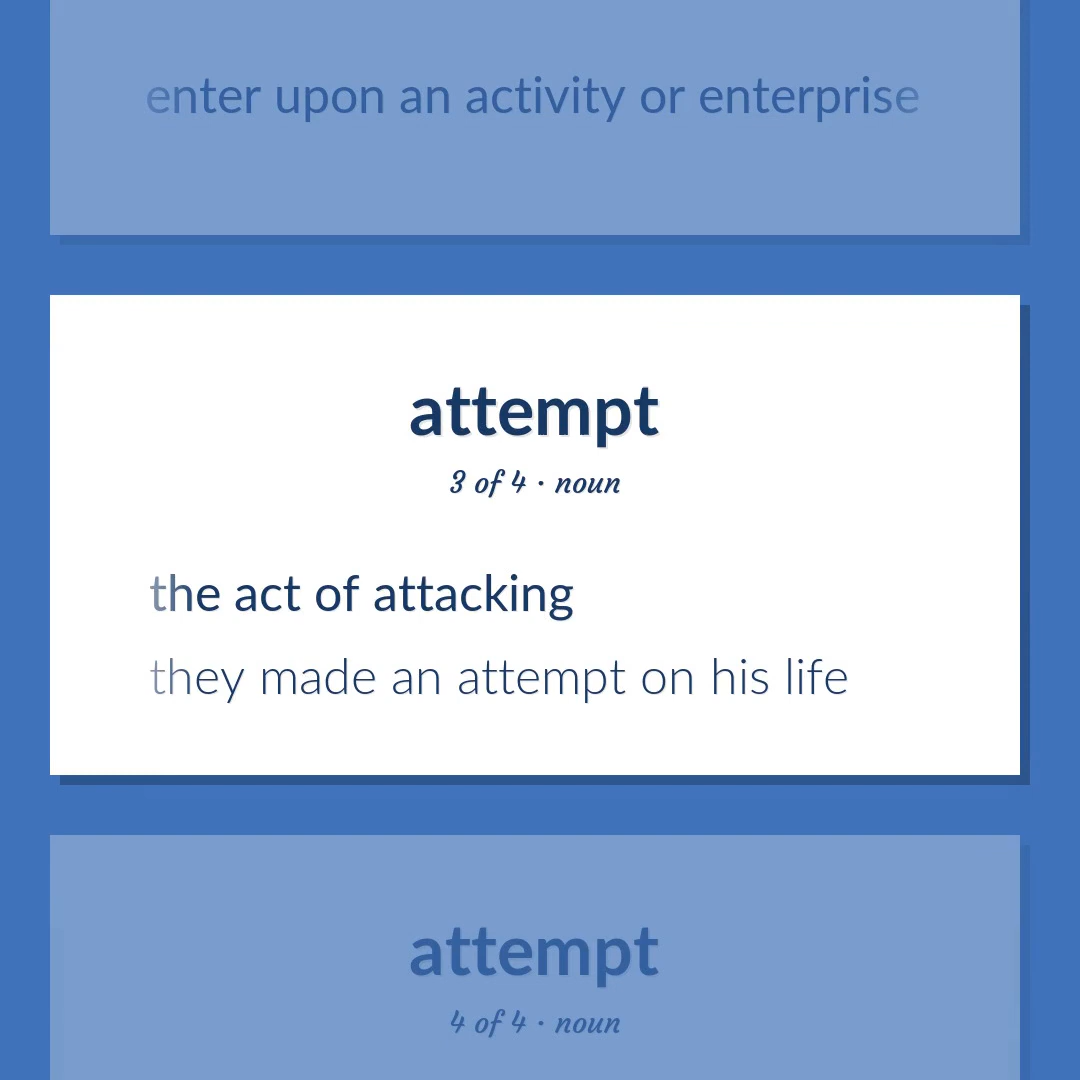 enter upon an activity or enterprise
attempt
3 of 4 · noun
the act of attacking
they made an attempt on his life
attempt
4 of 4 · noun